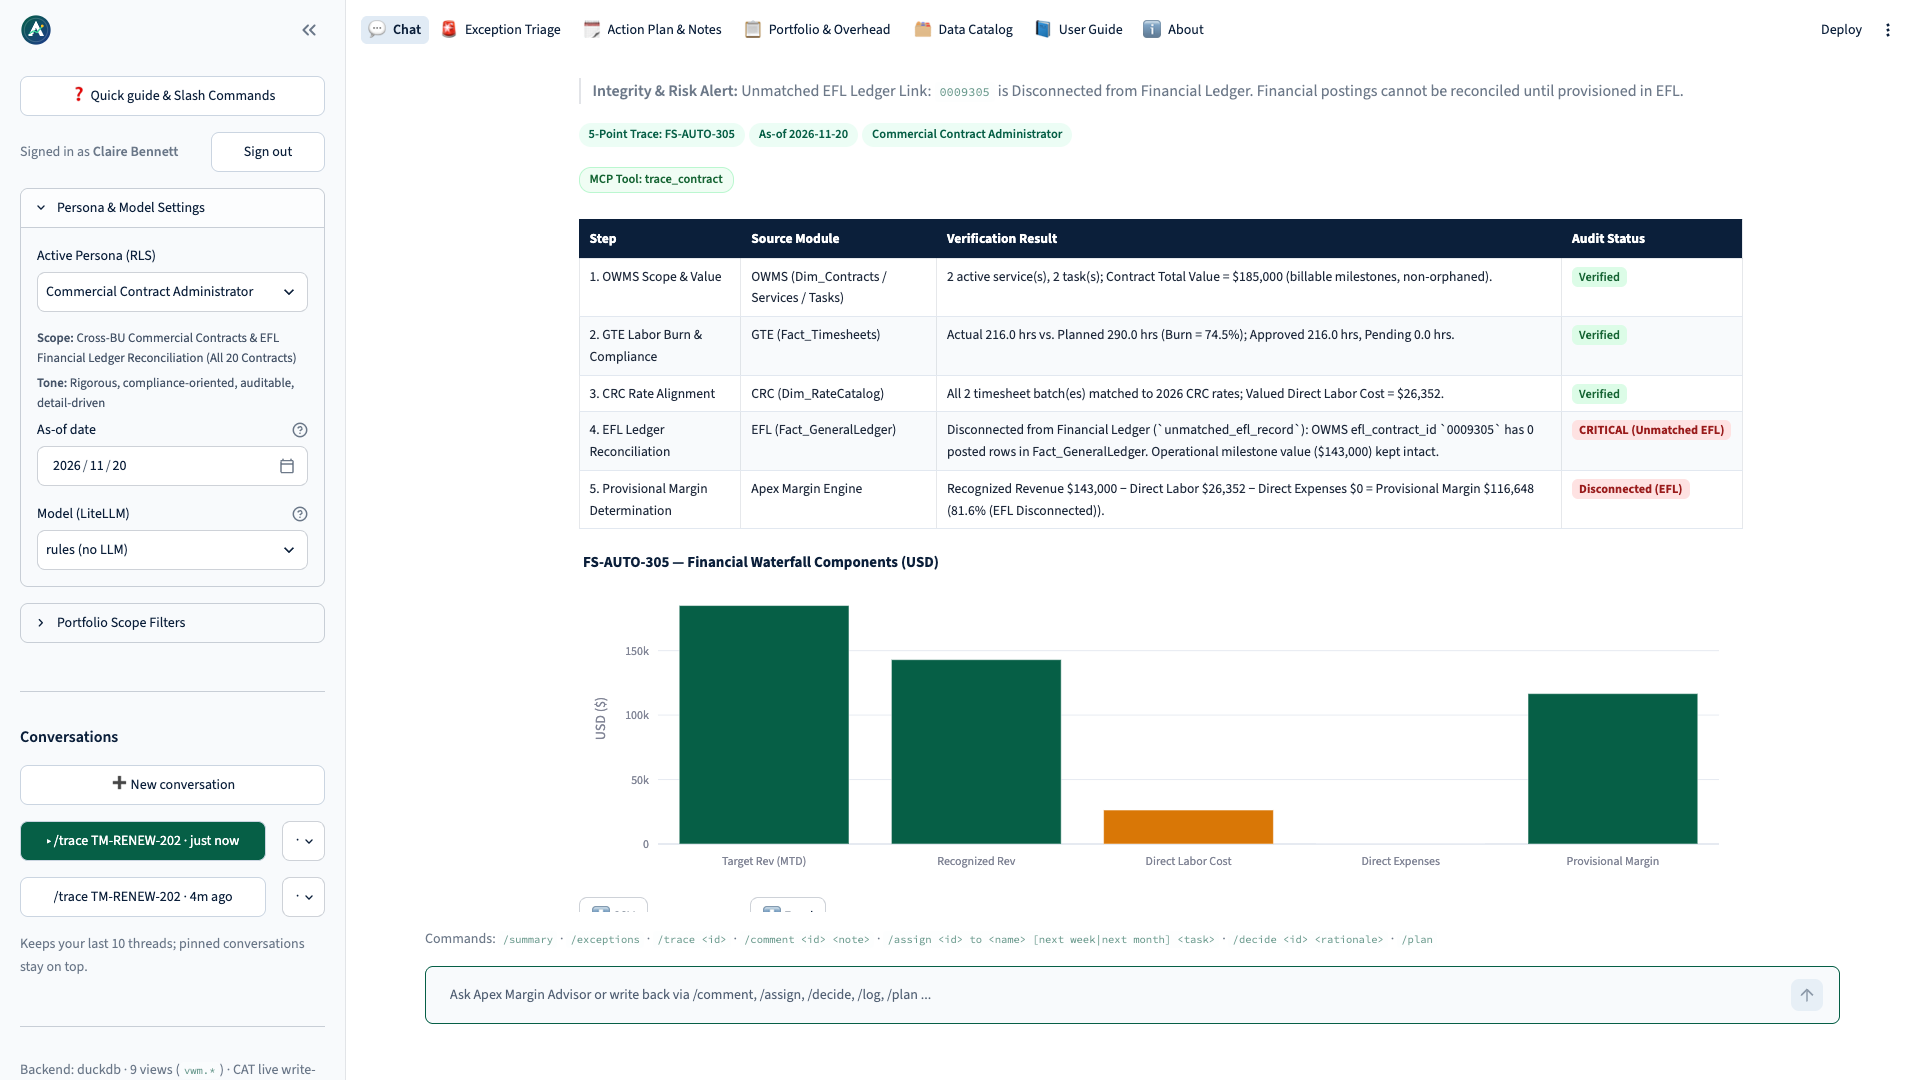 Chat
Exception Triage
Action Plan & Notes
Portfolio & Overhead
Data Catalog
User Guide
About
Deploy
Quick guide & Slash Commands
Signed in as Claire Bennett
Sign out
Persona & Model Settings
Active Persona (RLS)
Commercial Contract Administrator
Scope: Cross-BU Commercial Contracts & EFL
Financial Ledger Reconciliation (All 20 Contracts)
Tone: Rigorous, compliance-oriented, auditable,
detail-driven
As-of date
2026/11/20
Model (LiteLLM)
rules (no LLM)
Portfolio Scope Filters
Conversations
New conversation
/trace TM-RENEW-202 · just now
/trace TM-RENEW-202 · 4m ago
Keeps your last 10 threads; pinned conversations
stay on top.
Backend: duckdb · 9 views ( vwm.* ) · CAT live write-
Integrity & Risk Alert: Unmatched EFL Ledger Link: 0009305 is Disconnected from Financial Ledger. Financial postings cannot be reconciled until provisioned in EFL.
5-Point Trace: FS-AUTO-305
As-of 2026-11-20
Commercial Contract Administrator
MCP Tool: trace_contract
Step
Source Module
Verification Result
Audit Status
1. OWMS Scope & Value
OWMS (Dim_Contracts /
Services / Tasks)
2 active service(s), 2 task(s); Contract Total Value = $185,000 (billable milestones, non-orphaned).
Verified
2. GTE Labor Burn &
Compliance
GTE (Fact_Timesheets)
Actual 216.0 hrs vs. Planned 290.0 hrs (Burn = 74.5%); Approved 216.0 hrs, Pending 0.0 hrs.
Verified
3. CRC Rate Alignment
CRC (Dim_RateCatalog)
All 2 timesheet batch(es) matched to 2026 CRC rates; Valued Direct Labor Cost = $26,352.
Verified
4. EFL Ledger
Reconciliation
EFL (Fact_GeneralLedger)
Disconnected from Financial Ledger (`unmatched_efl_record`): OWMS efl_contract_id `0009305` has 0
posted rows in Fact_GeneralLedger. Operational milestone value ($143,000) kept intact.
CRITICAL (Unmatched EFL)
5. Provisional Margin
Determination
Apex Margin Engine
Recognized Revenue $143,000 − Direct Labor $26,352 − Direct Expenses $0 = Provisional Margin $116,648
(81.6% (EFL Disconnected)).
Disconnected (EFL)
FS-AUTO-305 — Financial Waterfall Components (USD)
USD ($)
150k
100k
50k
0
Target Rev (MTD)
Recognized Rev
Direct Labor Cost
Direct Expenses
Provisional Margin
Commands: /summary · /exceptions · /trace <id> · /comment <id> <note> · /assign <id> to <name> [next week|next month] <task> · /decide <id> <rationale> · /plan
Ask Apex Margin Advisor or write back via /comment, /assign, /decide, /log, /plan ...